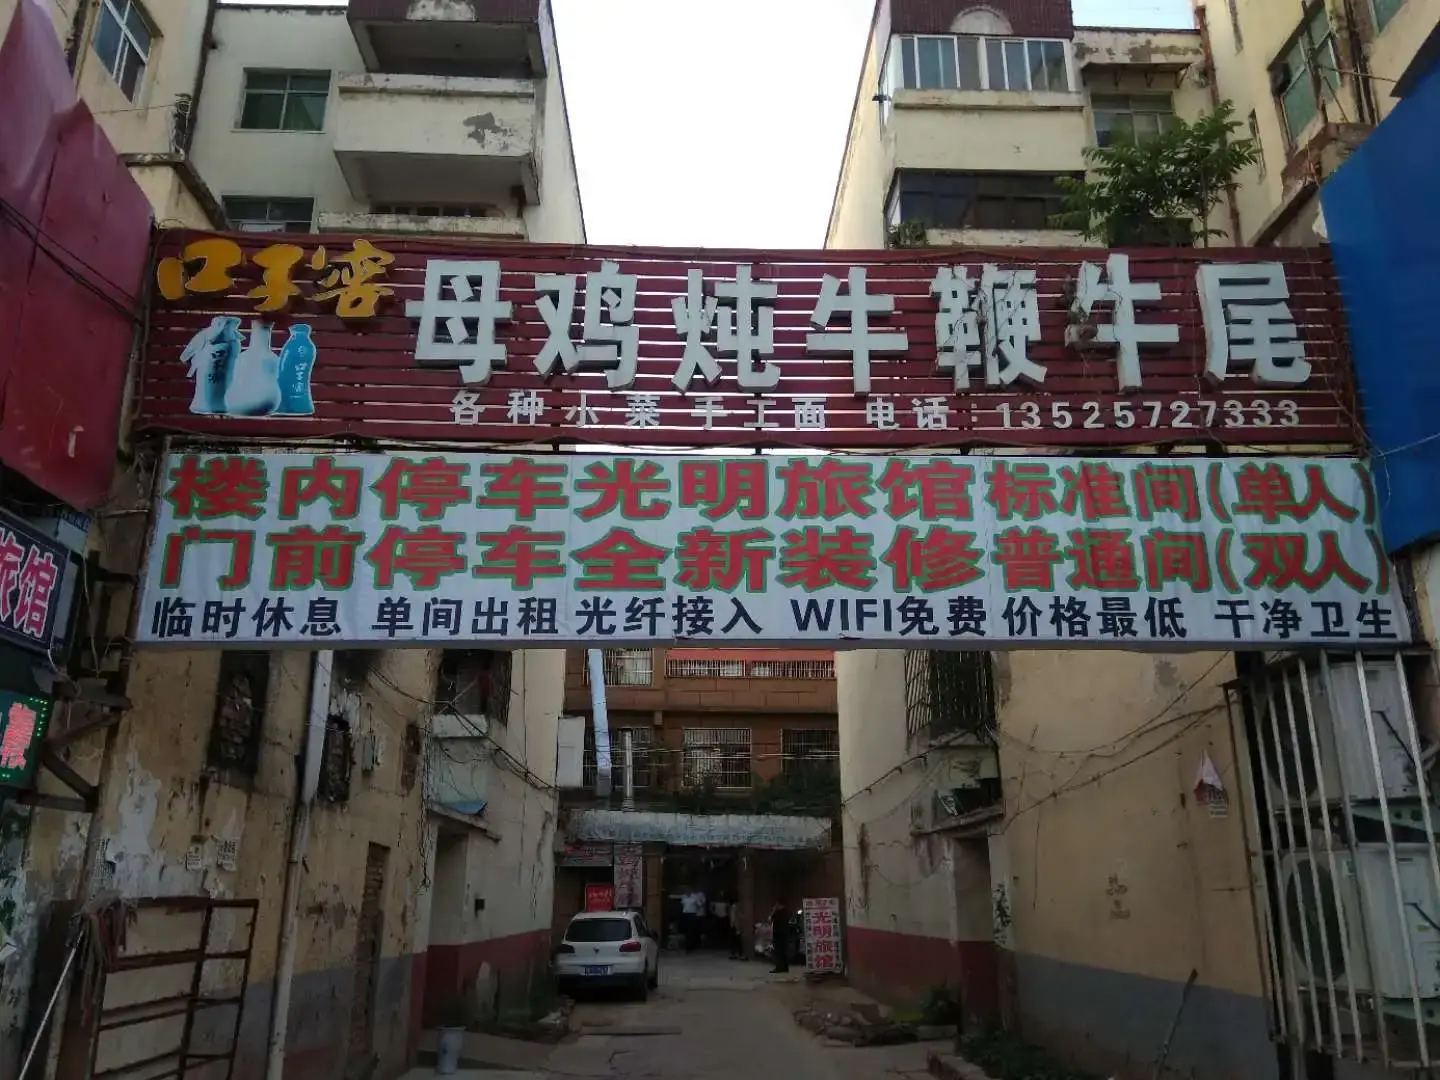 口子窖
母鸡炖牛鞭牛尾
各种小菜 手工面 电话:13525727333
楼内停车光明旅馆标准间(单人)
门前停车全新装修普通间(双人)
临时休息 单间出租 光纤接入 WIFI免费 价格最低 干净卫生
旅馆
鞭
光明旅馆